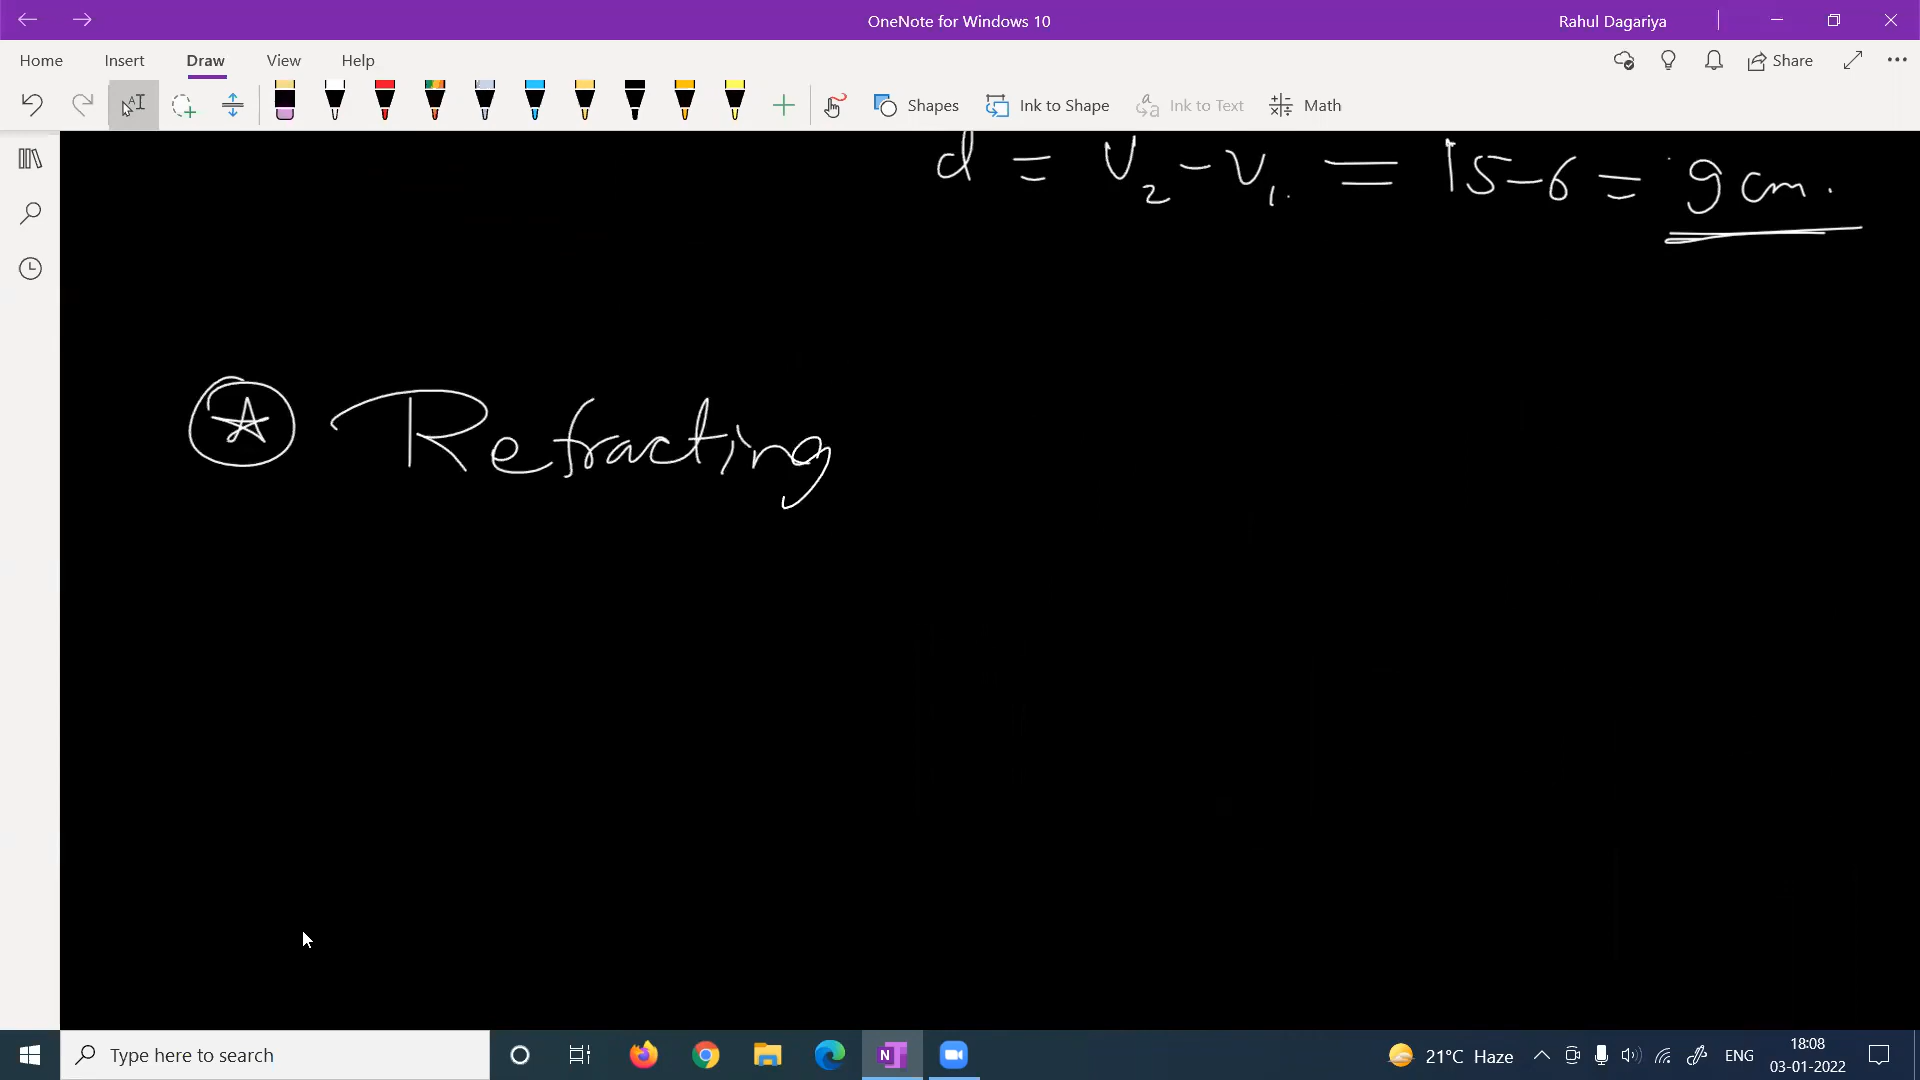 OneNote for Windows 10
Rahul Dagariya
Home Insert Draw View Help
Share
Shapes Ink to Shape Ink to Text Math
d = V₂ - V₁ = 15 - 6 = 9 cm.
Refracting
Type here to search
21°C Haze
ENG
18:08
03-01-2022